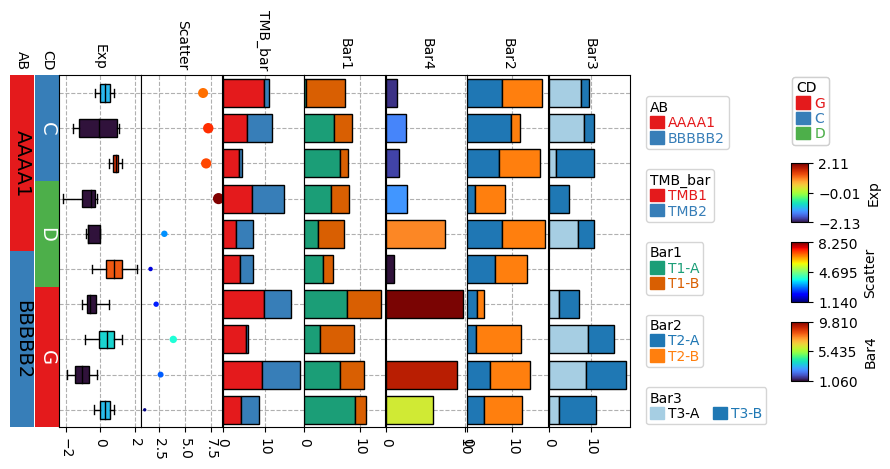 AB
CD
Exp
Scatter
TMB_bar
Bar1
Bar4
Bar2
Bar3
AAAA1
BBBBB2
C
D
G
−2
0
2
2.5
5.0
7.5
0
10
0
10
0
10
0
10
0
10
AB
AAAA1
BBBBB2
TMB_bar
TMB1
TMB2
Bar1
T1-A
T1-B
Bar2
T2-A
T2-B
Bar3
T3-A T3-B
CD
G
C
D
2.11
−0.01
−2.13
Exp
8.250
4.695
1.140
Scatter
9.810
5.435
1.060
Bar4